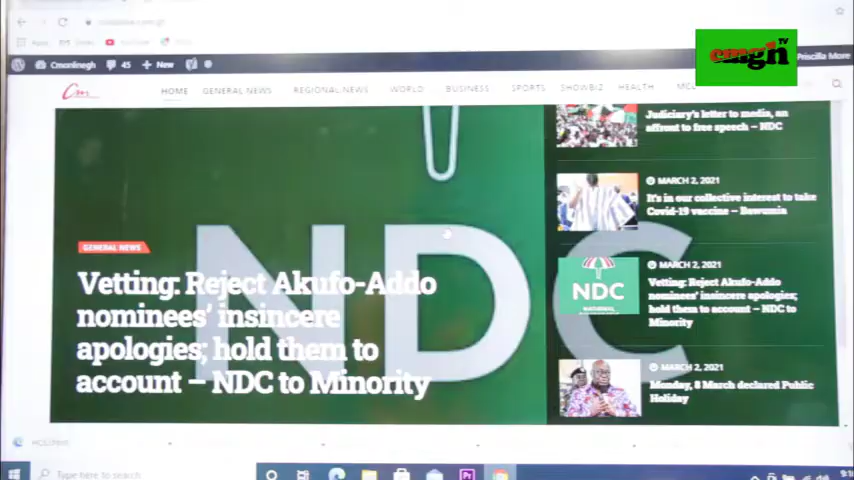 cmgh TV
Cmonlinegh 45 + New
Priscilla More
Cm HOME GENERAL NEWS REGIONAL NEWS WORLD BUSINESS SPORTS SHOWBIZ HEALTH
GENERAL NEWS
Vetting: Reject Akufo-Addo
nominees' insincere
apologies; hold them to
account – NDC to Minority
NDC
Judiciary's letter to media, an
affront to free speech – NDC
MARCH 2, 2021
It's in our collective interest to take
Covid-19 vaccine – Bawumia
NDC
MARCH 2, 2021
Vetting: Reject Akufo-Addo
nominees' insincere apologies;
hold them to account – NDC to
Minority
MARCH 2, 2021
Monday, 8 March declared Public
Holiday
Type here to search